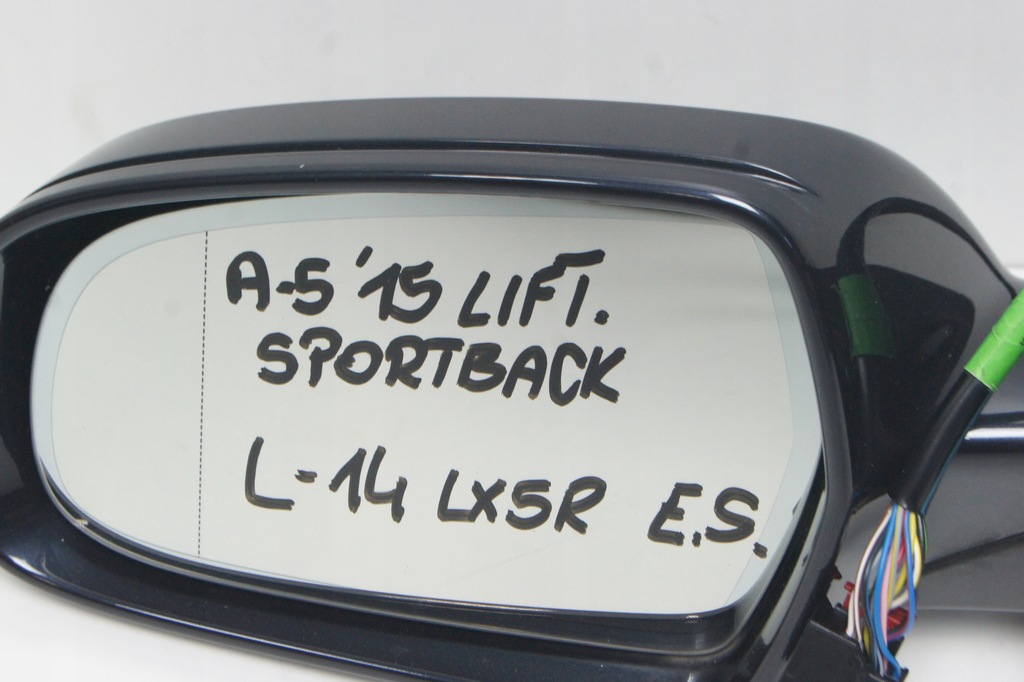 A-5 '15 LIFT.
SPORTBACK
L-14 LX5R E.S.